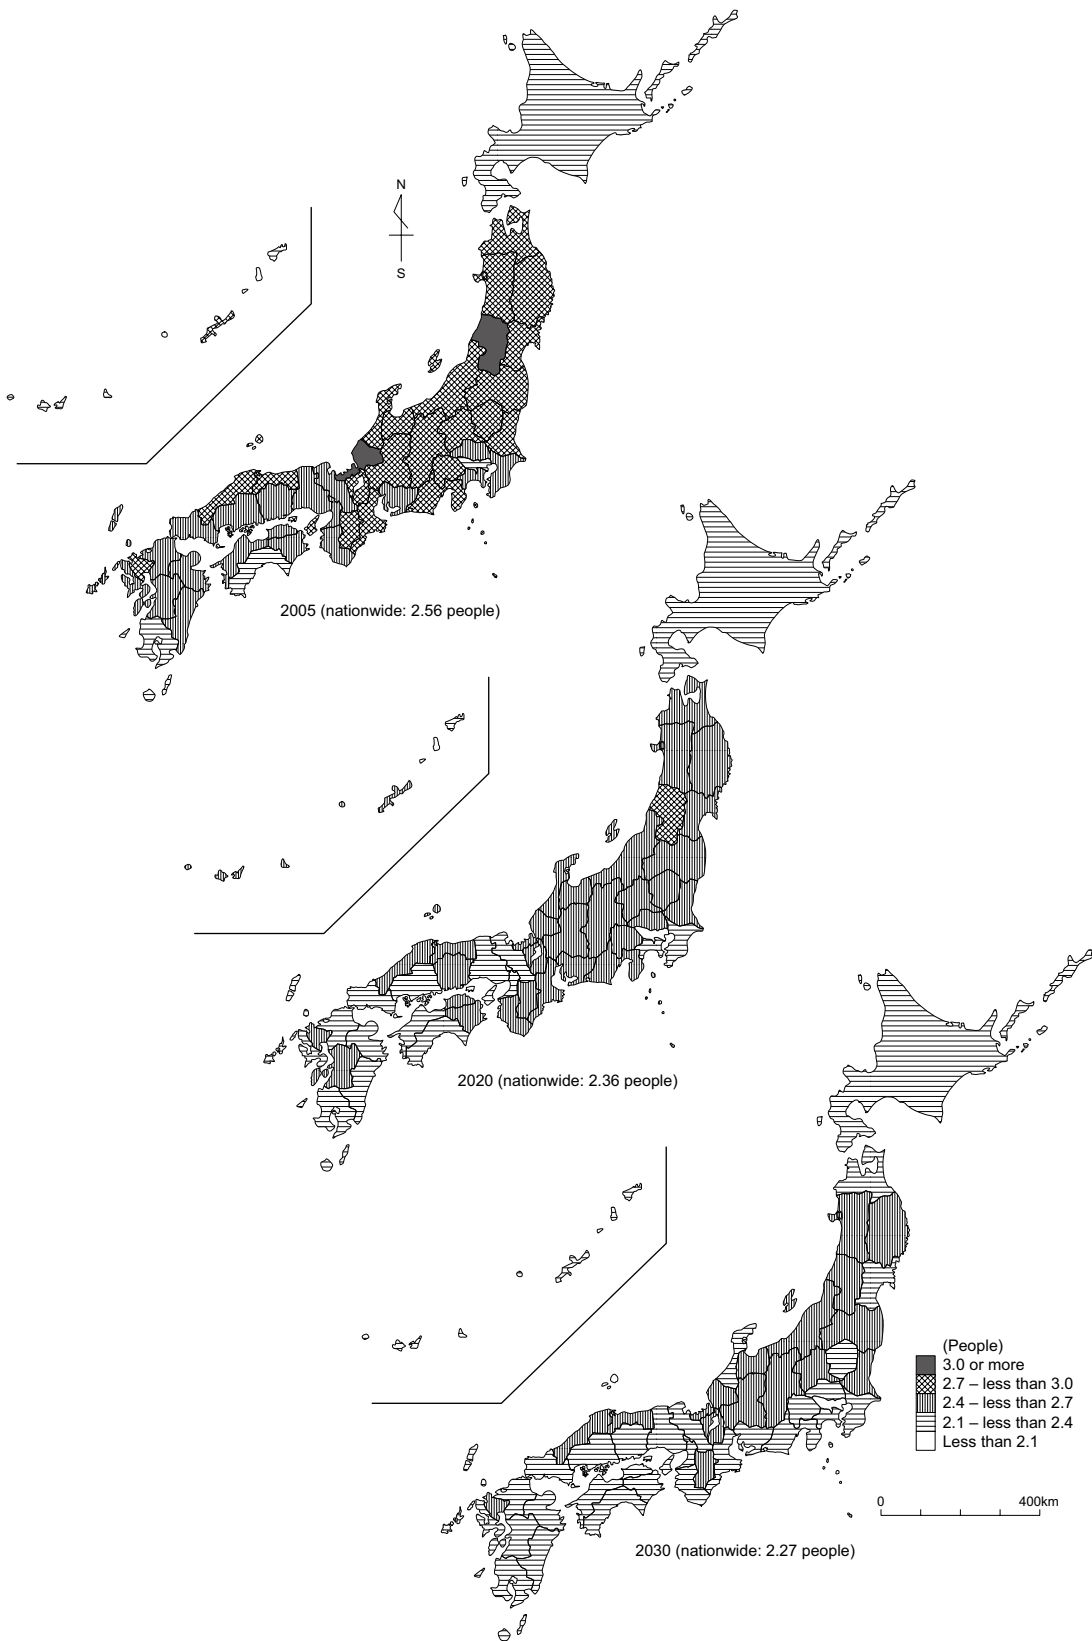 N
S
2005 (nationwide: 2.56 people)
2020 (nationwide: 2.36 people)
(People)
3.0 or more
2.7 – less than 3.0
2.4 – less than 2.7
2.1 – less than 2.4
Less than 2.1
0 400km
2030 (nationwide: 2.27 people)